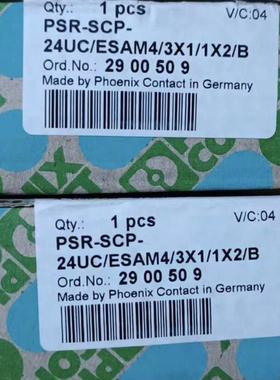 Qty.: 1 pcs V/C:04
PSR-SCP-
24UC/ESAM4/3X1/1X2/B
Ord.No.: 29 00 50 9
Made by Phoenix Contact in Germany
Qty.: 1 pcs V/C:04
PSR-SCP-
24UC/ESAM4/3X1/1X2/B
Ord.No.: 29 00 50 9
Made by Phoenix Contact in Germany